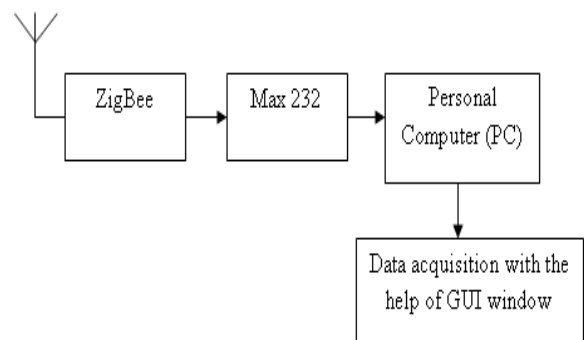 ZigBee
Max 232
Personal
Computer (PC)
Data acquisition with the
help of GUI window